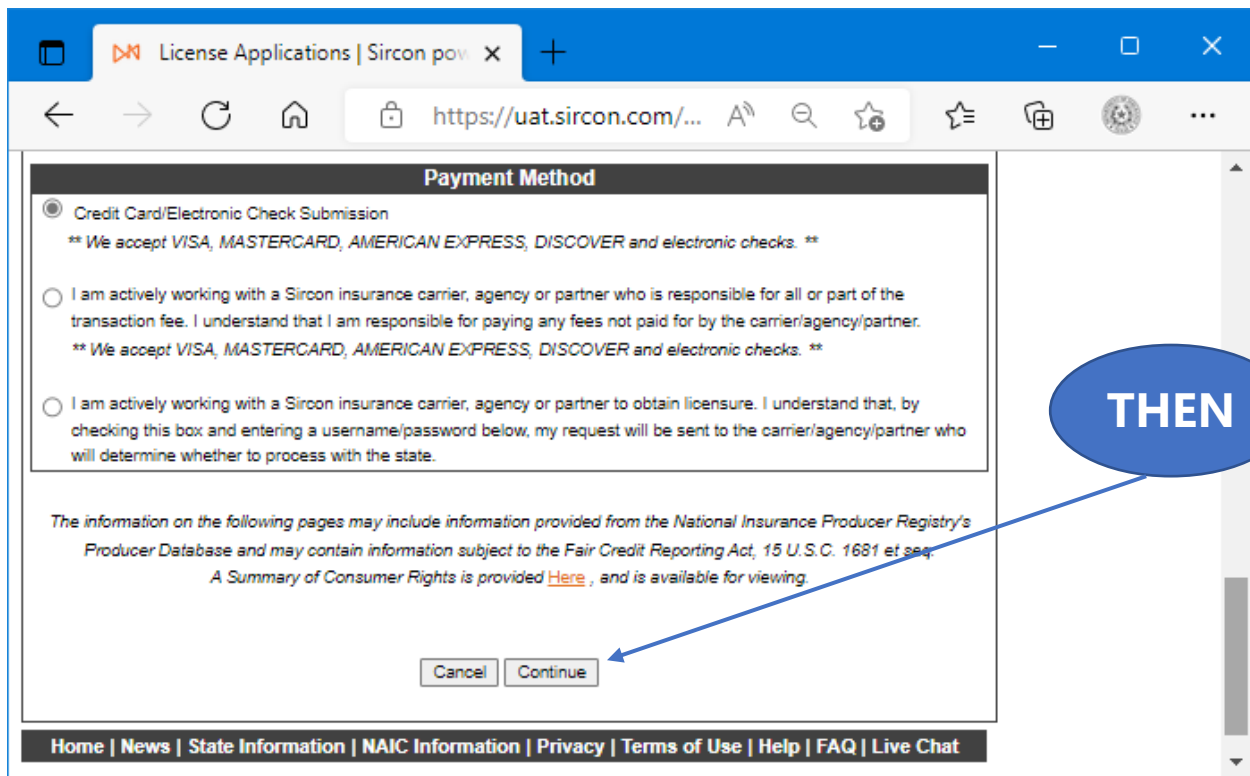 License Applications | Sircon pow
https://uat.sircon.com/...
Payment Method
Credit Card/Electronic Check Submission
** We accept VISA, MASTERCARD, AMERICAN EXPRESS, DISCOVER and electronic checks. **
I am actively working with a Sircon insurance carrier, agency or partner who is responsible for all or part of the
transaction fee. I understand that I am responsible for paying any fees not paid for by the carrier/agency/partner.
** We accept VISA, MASTERCARD, AMERICAN EXPRESS, DISCOVER and electronic checks. **
I am actively working with a Sircon insurance carrier, agency or partner to obtain licensure. I understand that, by
checking this box and entering a username/password below, my request will be sent to the carrier/agency/partner who
will determine whether to process with the state.
THEN
The information on the following pages may include information provided from the National Insurance Producer Registry's
Producer Database and may contain information subject to the Fair Credit Reporting Act, 15 U.S.C. 1681 et seq.
A Summary of Consumer Rights is provided Here , and is available for viewing.
Cancel Continue
Home | News | State Information | NAIC Information | Privacy | Terms of Use | Help | FAQ | Live Chat